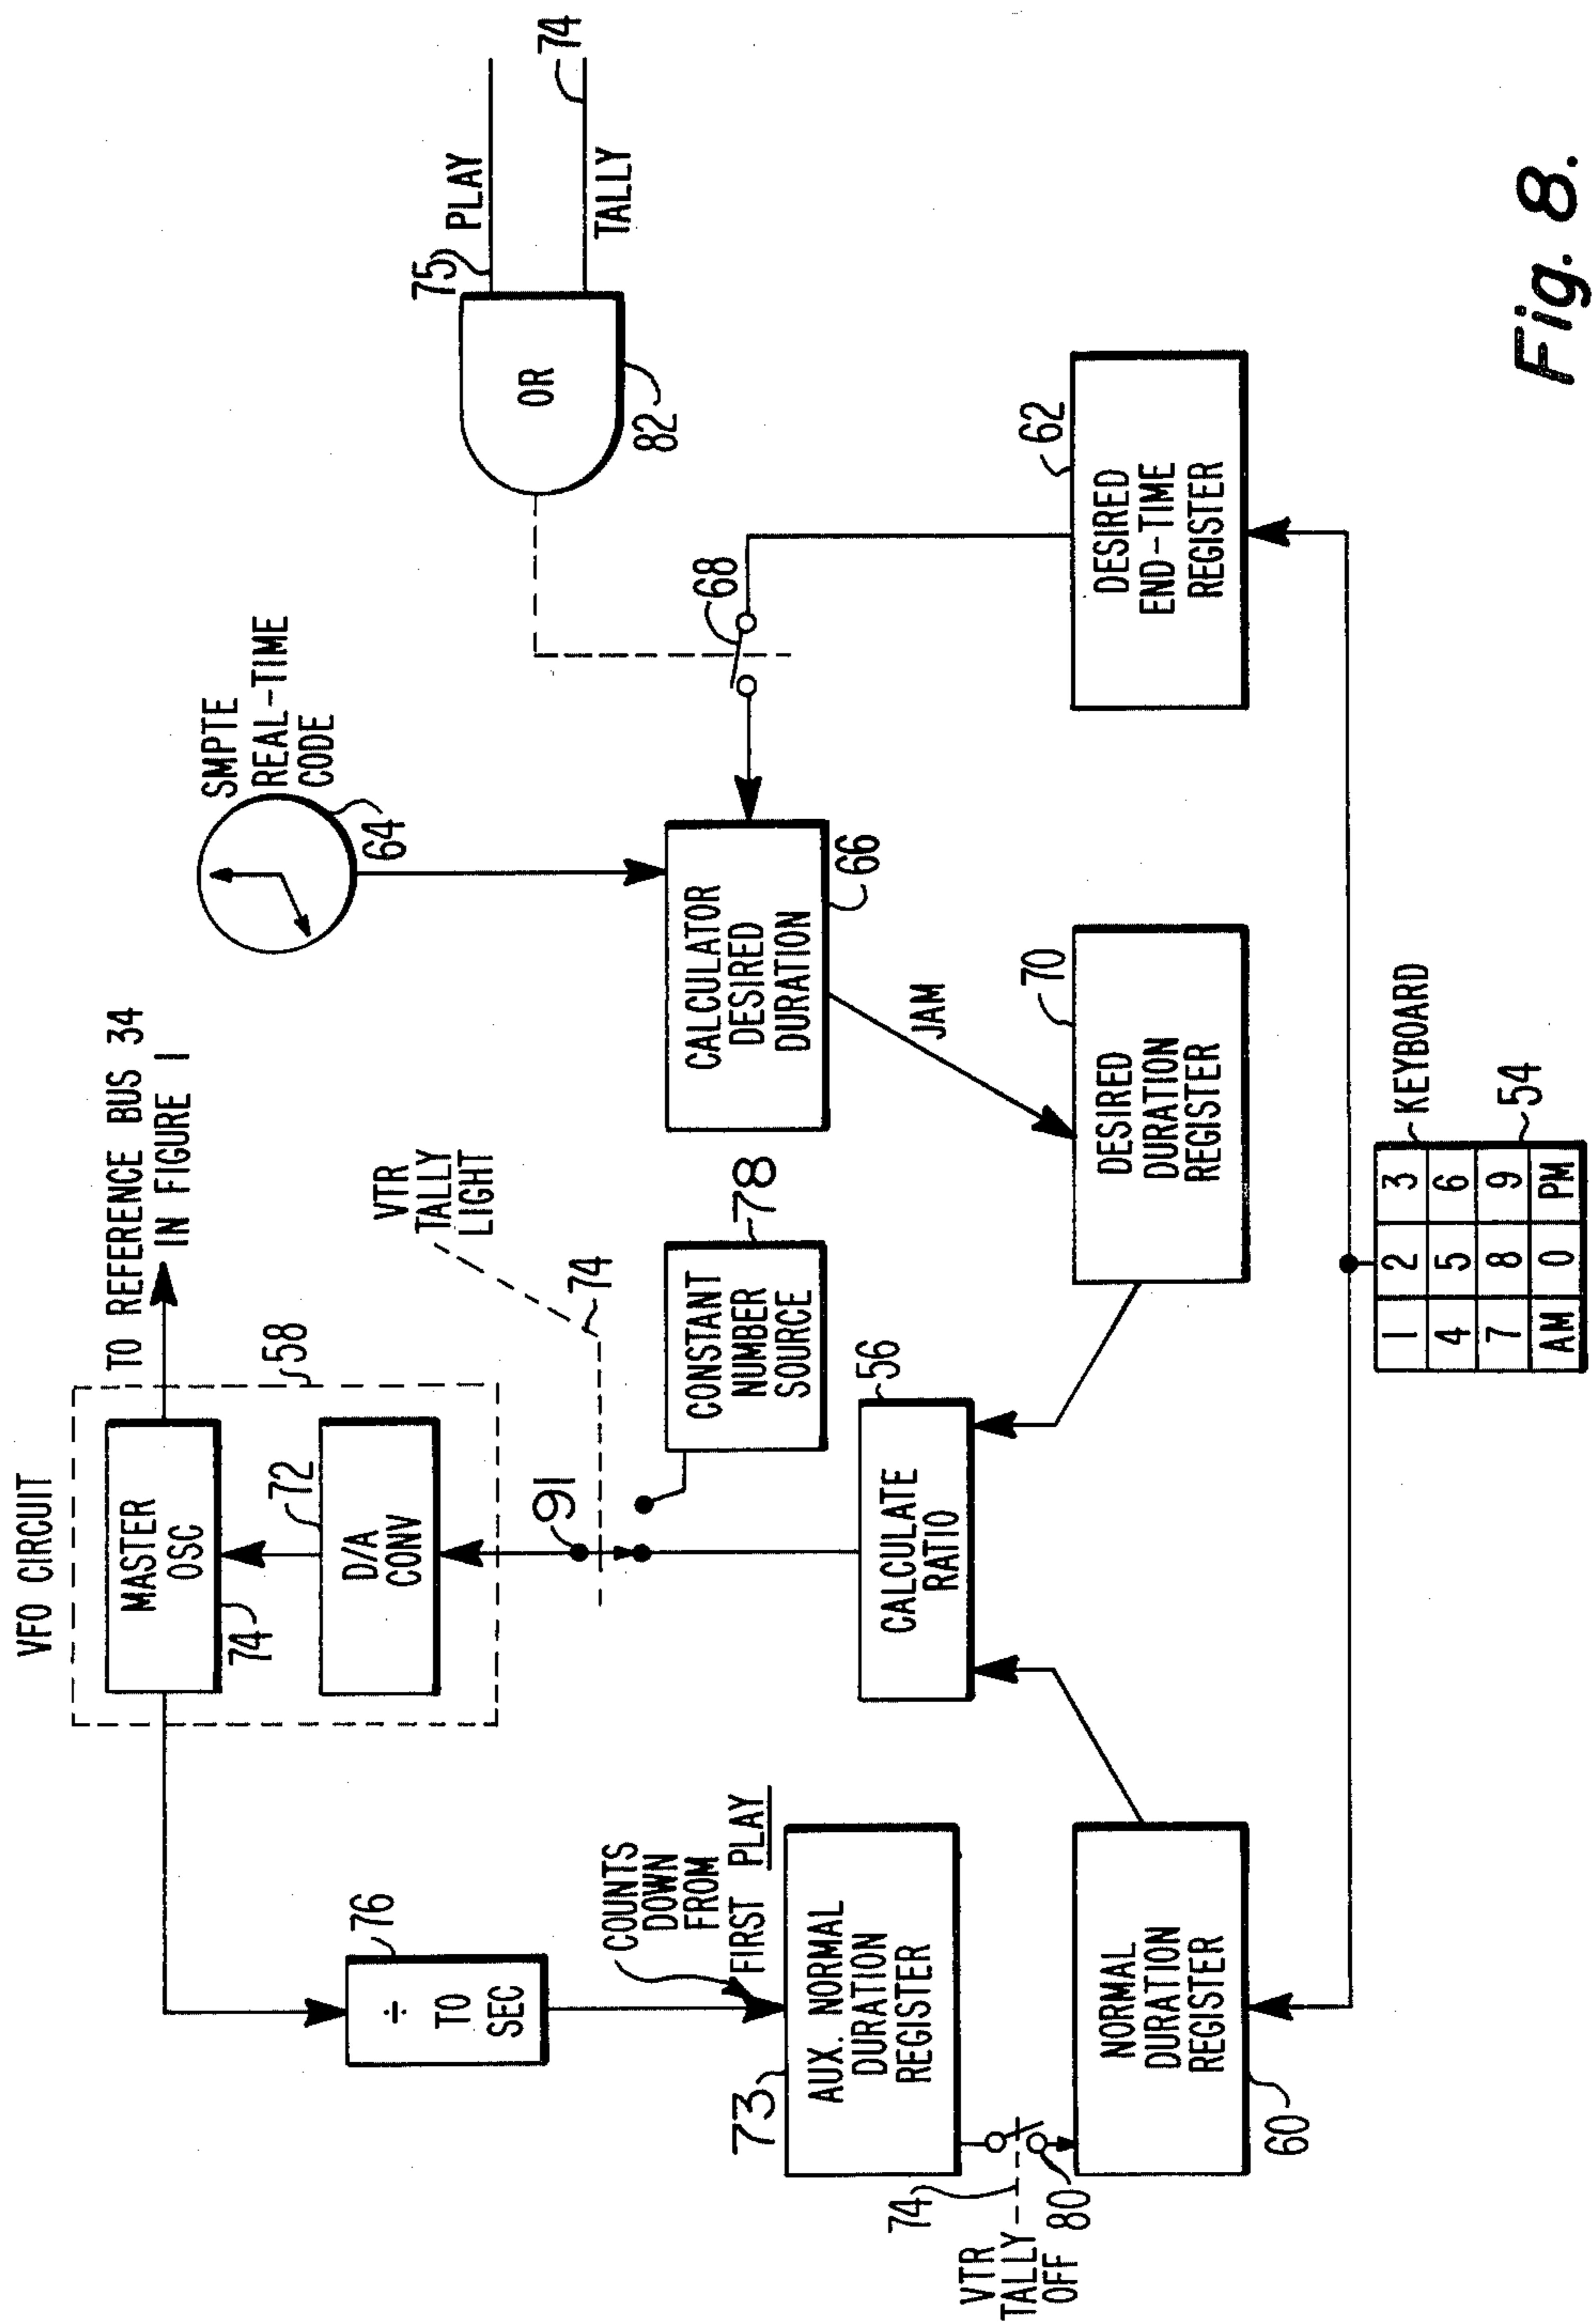 VFO CIRCUIT
58
TO REFERENCE BUS 34
IN FIGURE 1
MASTER
OSC
74
72
D/A
CONV
91
VTR
TALLY
LIGHT
74
SMPTE
REAL-TIME
CODE
64
75
PLAY
TALLY
74
OR
82
76
÷
TO
SEC
COUNTS
DOWN
FROM
FIRST PLAY
CONSTANT
NUMBER
SOURCE
78
CALCULATOR
DESIRED
DURATION
66
68
73
AUX. NORMAL
DURATION
REGISTER
CALCULATE
RATIO
56
JAM
74
VTR
TALLY
OFF
80
NORMAL
DURATION
REGISTER
60
DESIRED
DURATION
REGISTER
70
DESIRED
END-TIME
REGISTER
62
KEYBOARD
1 2 3
4 5 6
7 8 9
AM 0 PM
54
Fig. 8.